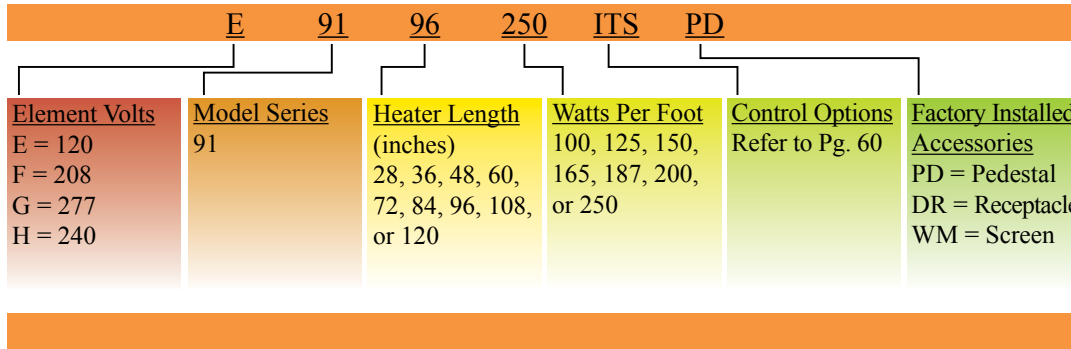 E 91 96 250 ITS PD
Element Volts
E = 120
F = 208
G = 277
H = 240
Model Series
91
Heater Length
(inches)
28, 36, 48, 60,
72, 84, 96, 108,
or 120
Watts Per Foot
100, 125, 150,
165, 187, 200,
or 250
Control Options
Refer to Pg. 60
Factory Installed
Accessories
PD = Pedestal
DR = Receptacle
WM = Screen